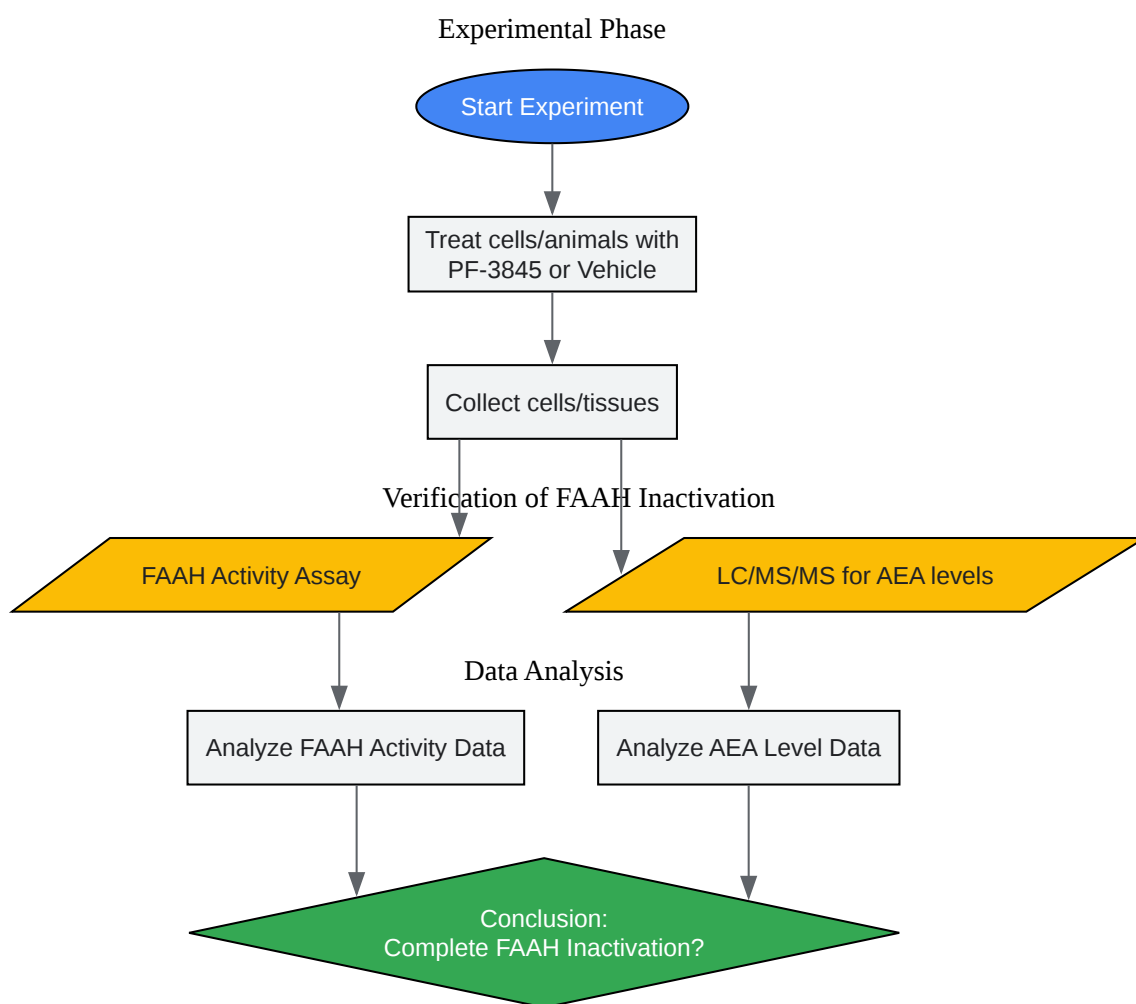 Experimental Phase
Start Experiment
Treat cells/animals with
PF-3845 or Vehicle
Collect cells/tissues
Verification of FAAH Inactivation
FAAH Activity Assay
LC/MS/MS for AEA levels
Data Analysis
Analyze FAAH Activity Data
Analyze AEA Level Data
Conclusion:
Complete FAAH Inactivation?